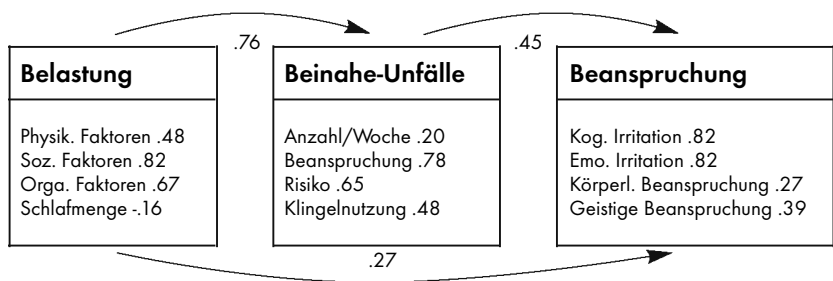 .76
.45
Belastung
Physik. Faktoren .48
Soz. Faktoren .82
Orga. Faktoren .67
Schlafmenge -.16
Beinahe-Unfälle
Anzahl/Woche .20
Beanspruchung .78
Risiko .65
Klingelnutzung .48
Beanspruchung
Kog. Irritation .82
Emo. Irritation .82
Körperl. Beanspruchung .27
Geistige Beanspruchung .39
.27